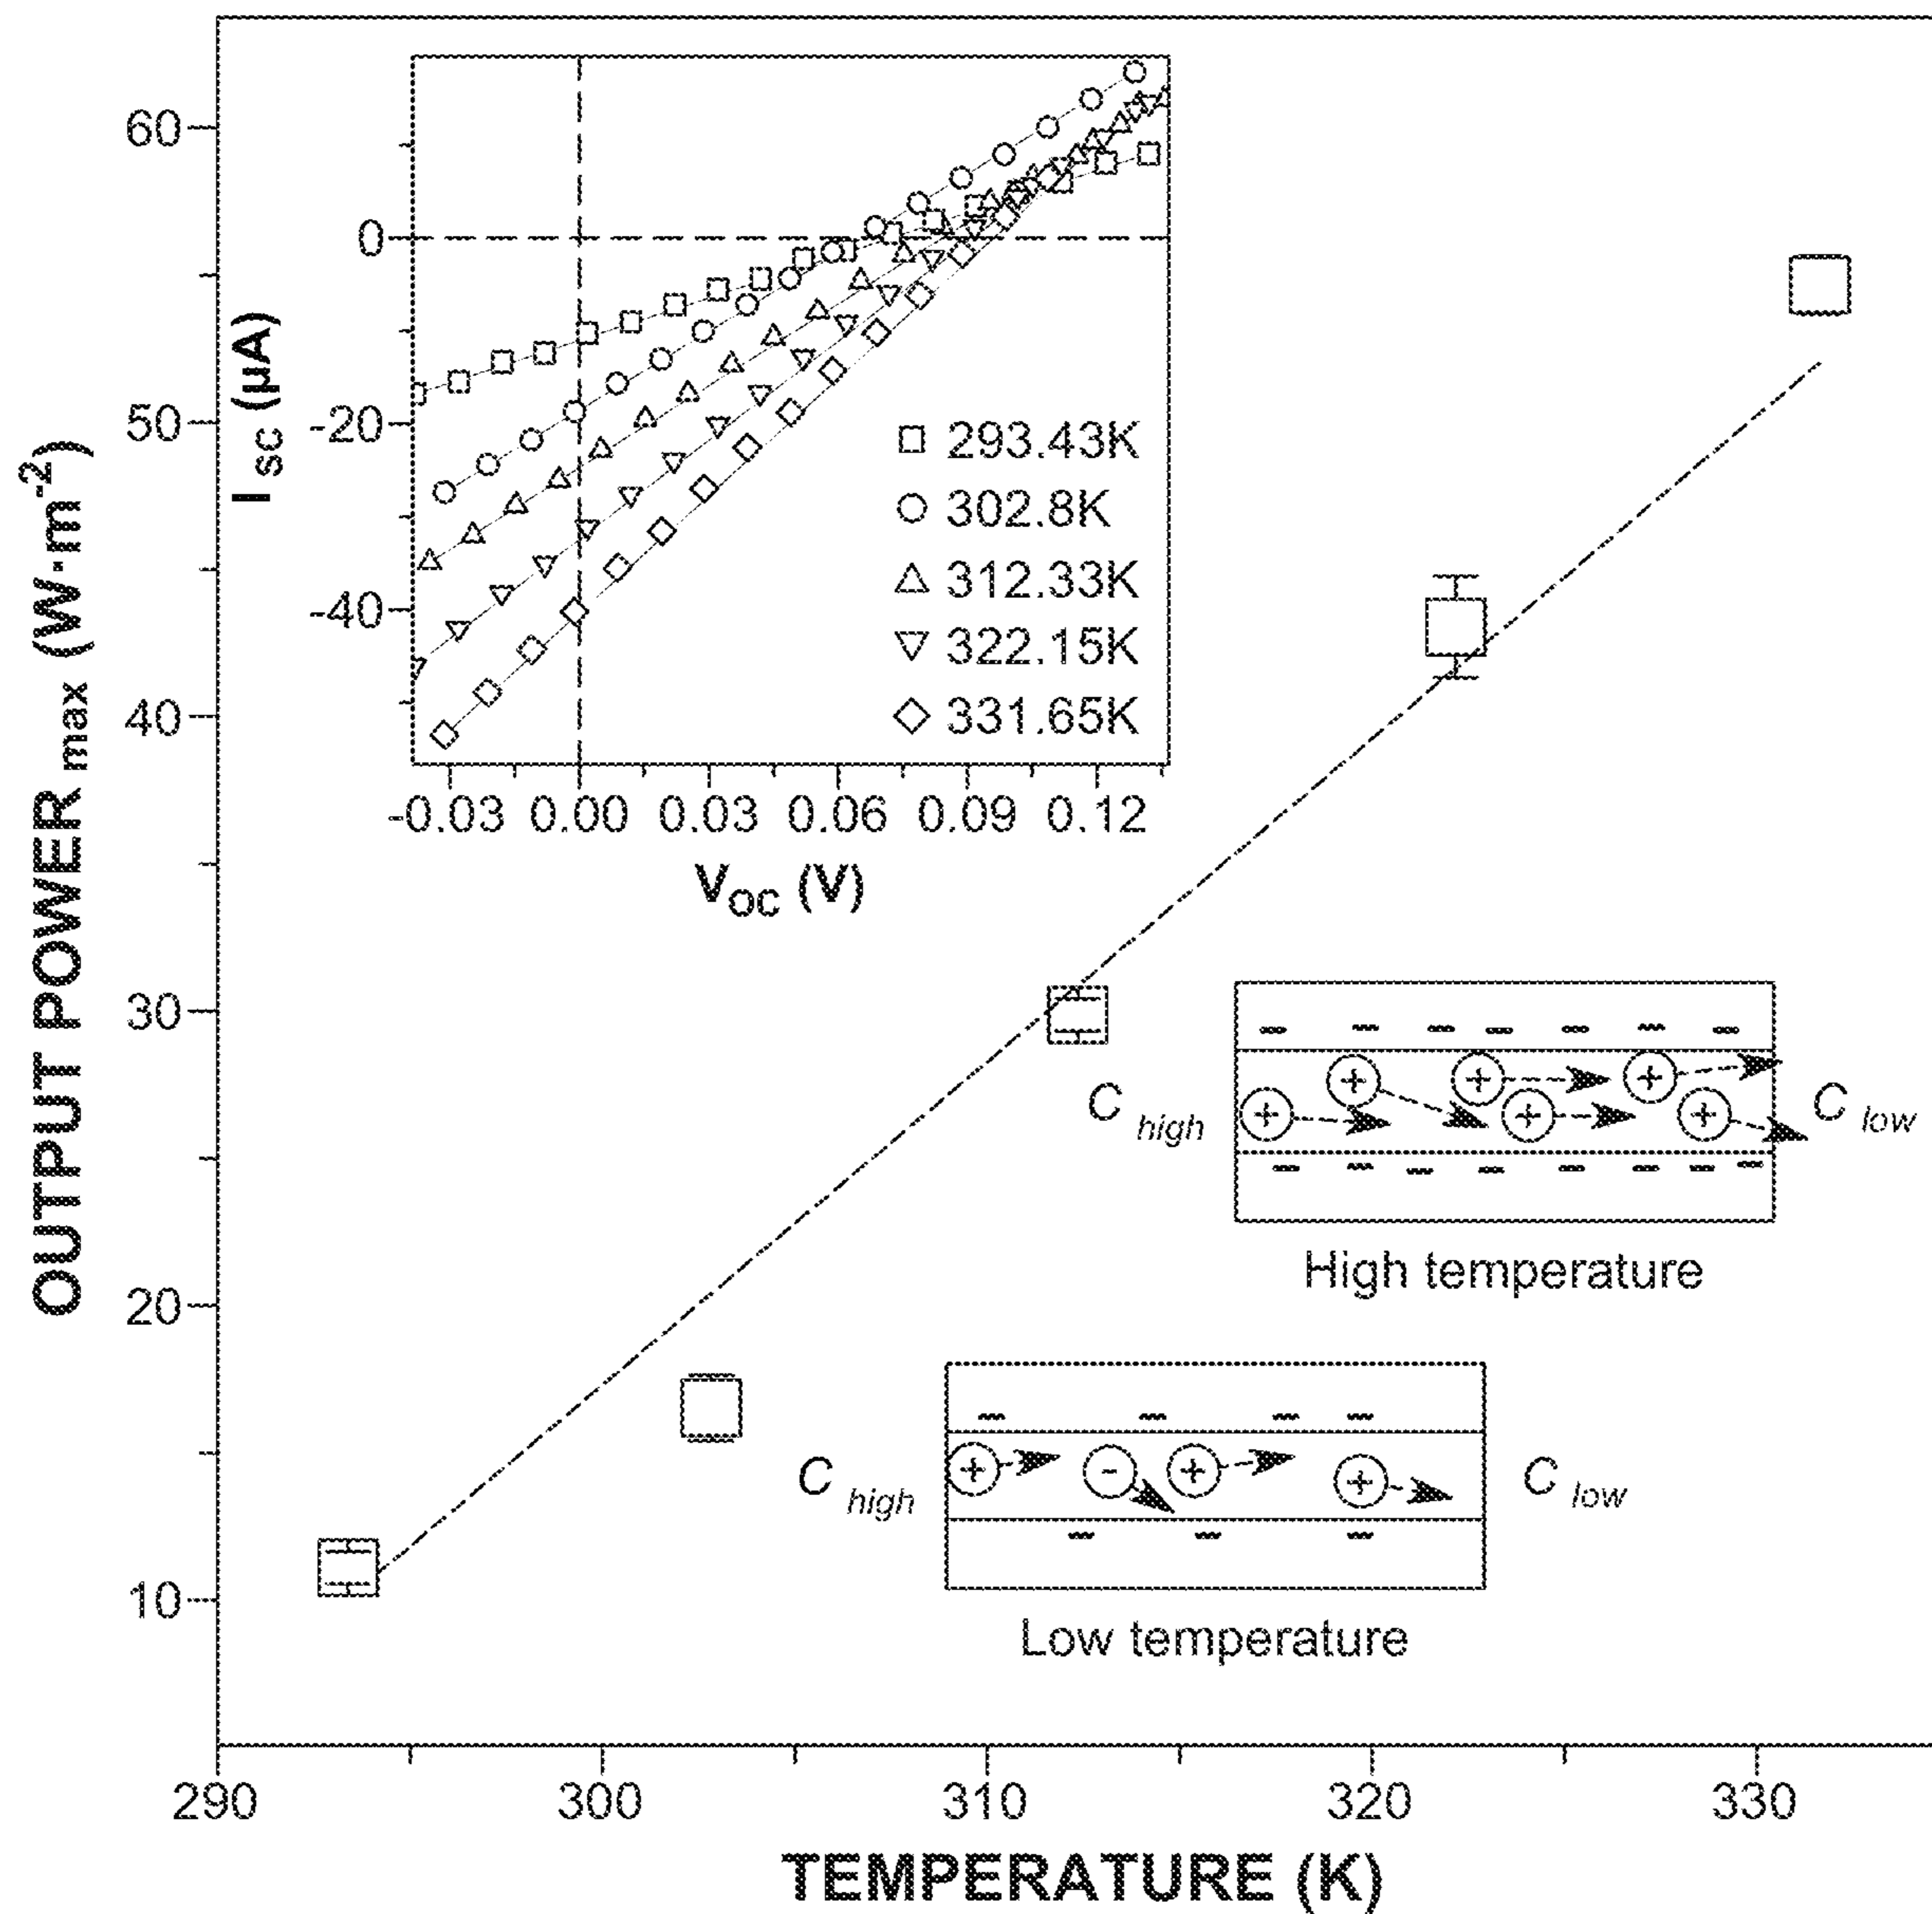 OUTPUT POWER max (W·m-2)
60
50
40
30
20
10
I SC (µA)
0
-20
-40
293.43K
302.8K
312.33K
322.15K
331.65K
-0.03 0.00 0.03 0.06 0.09 0.12
VOC (V)
C high
C low
High temperature
C high
C low
Low temperature
290 300 310 320 330
TEMPERATURE (K)